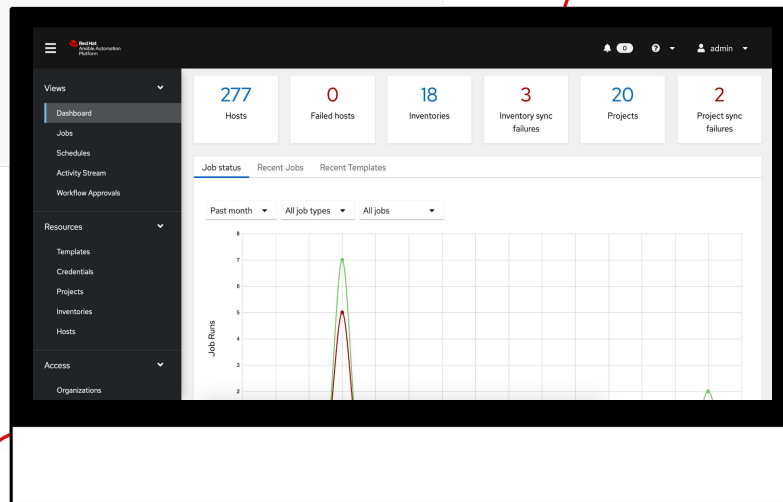 Red Hat
Ansible Automation
Platform
0
admin
Views
Dashboard
Jobs
Schedules
Activity Stream
Workflow Approvals
Resources
Templates
Credentials
Projects
Inventories
Hosts
Access
Organizations
277
Hosts
0
Failed hosts
18
Inventories
3
Inventory sync
failures
20
Projects
2
Project sync
failures
Job status Recent Jobs Recent Templates
Past month All job types All jobs
8
7
6
5
4
3
2
Job Runs